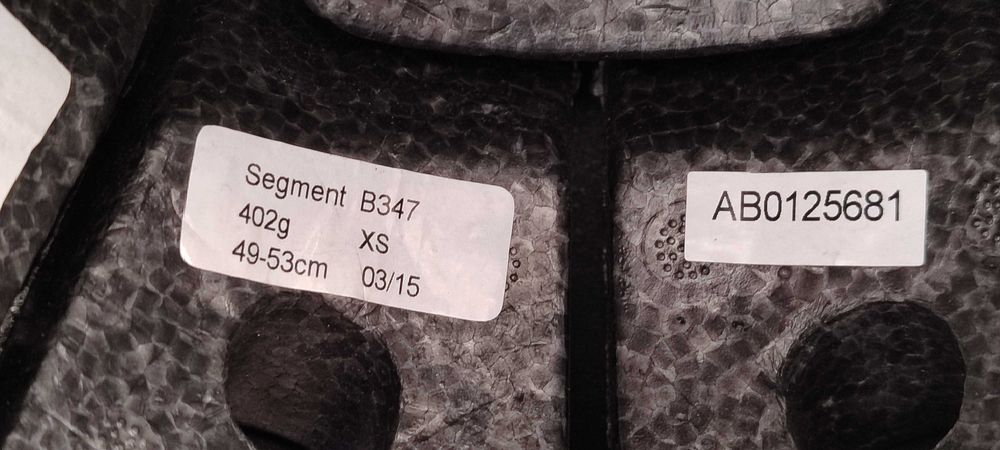 Segment B347
402g XS
49-53cm 03/15
AB0125681